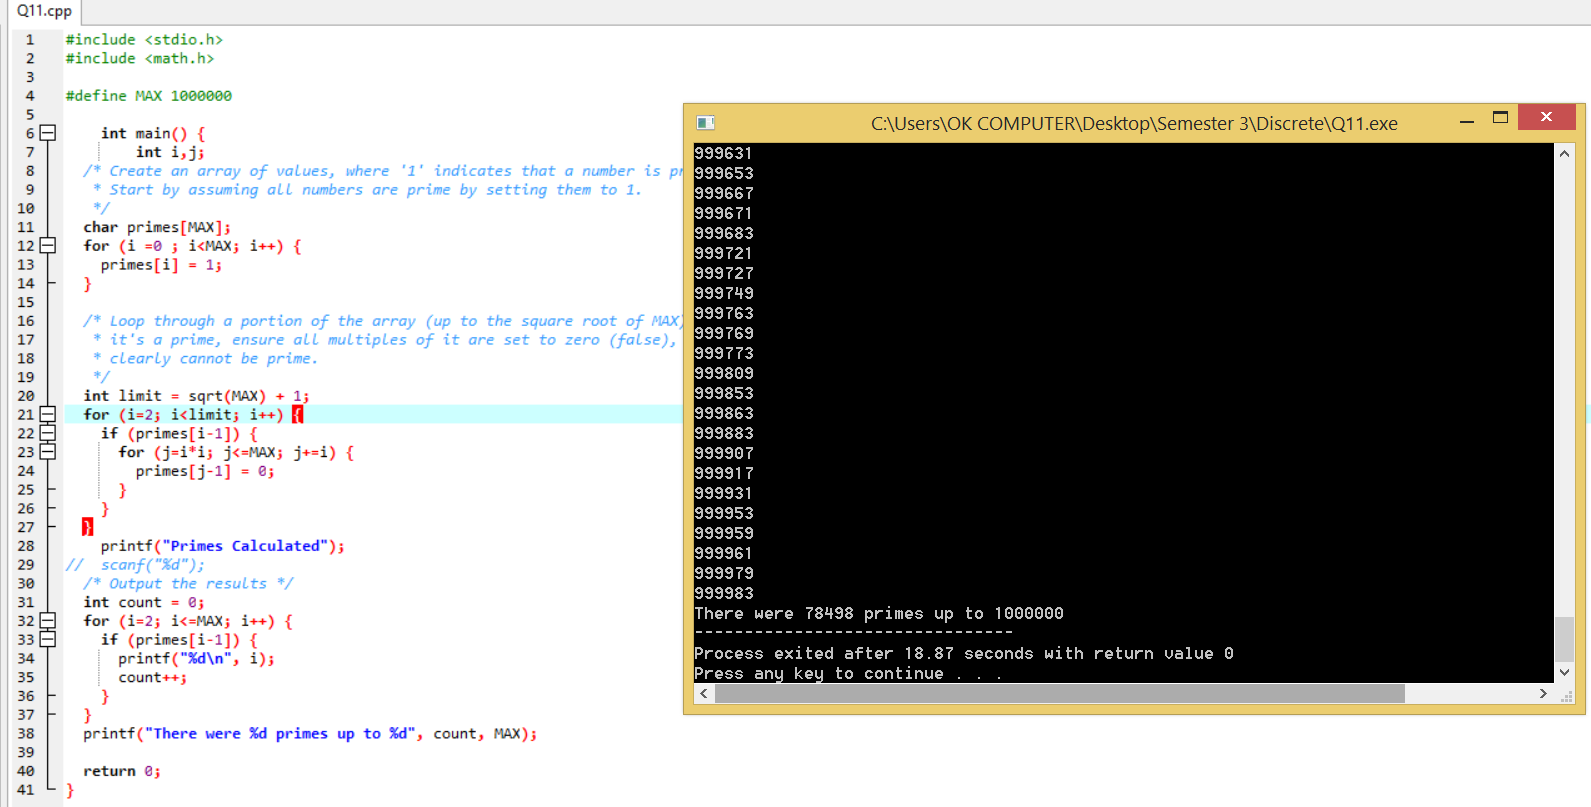 Q11.cpp
1 #include <stdio.h>
2 #include <math.h>
3
4 #define MAX 1000000
5
6 int main() {
7 int i,j;
8 /* Create an array of values, where '1' indicates that a number is pr
9 * Start by assuming all numbers are prime by setting them to 1.
10 */
11 char primes[MAX];
12 for (i =0 ; i<MAX; i++) {
13 primes[i] = 1;
14 }
15
16 /* Loop through a portion of the array (up to the square root of MAX)
17 * it's a prime, ensure all multiples of it are set to zero (false),
18 * clearly cannot be prime.
19 */
20 int limit = sqrt(MAX) + 1;
21 for (i=2; i<limit; i++) {
22 if (primes[i-1]) {
23 for (j=i*i; j<=MAX; j+=i) {
24 primes[j-1] = 0;
25 }
26 }
27 }
28 printf("Primes Calculated");
29 // scanf("%d");
30 /* Output the results */
31 int count = 0;
32 for (i=2; i<=MAX; i++) {
33 if (primes[i-1]) {
34 printf("%d\n", i);
35 count++;
36 }
37 }
38 printf("There were %d primes up to %d", count, MAX);
39
40 return 0;
41 }
C:\Users\OK COMPUTER\Desktop\Semester 3\Discrete\Q11.exe
999631
999653
999667
999671
999683
999721
999727
999749
999763
999769
999773
999809
999853
999863
999883
999907
999917
999931
999953
999959
999961
999979
999983
There were 78498 primes up to 1000000
--------------------------------
Process exited after 18.87 seconds with return value 0
Press any key to continue . . .